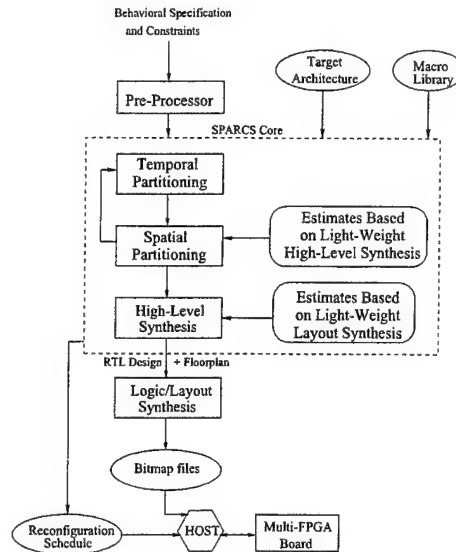 Behavioral Specification
and Constraints
Target
Architecture
Macro
Library
Pre-Processor
SPARCS Core
Temporal
Partitioning
Spatial
Partitioning
Estimates Based
on Light-Weight
High-Level Synthesis
High-Level
Synthesis
Estimates Based
on Light-Weight
Layout Synthesis
RTL Design + Floorplan
Logic/Layout
Synthesis
Bitmap files
Reconfiguration
Schedule
HOST
Multi-FPGA
Board